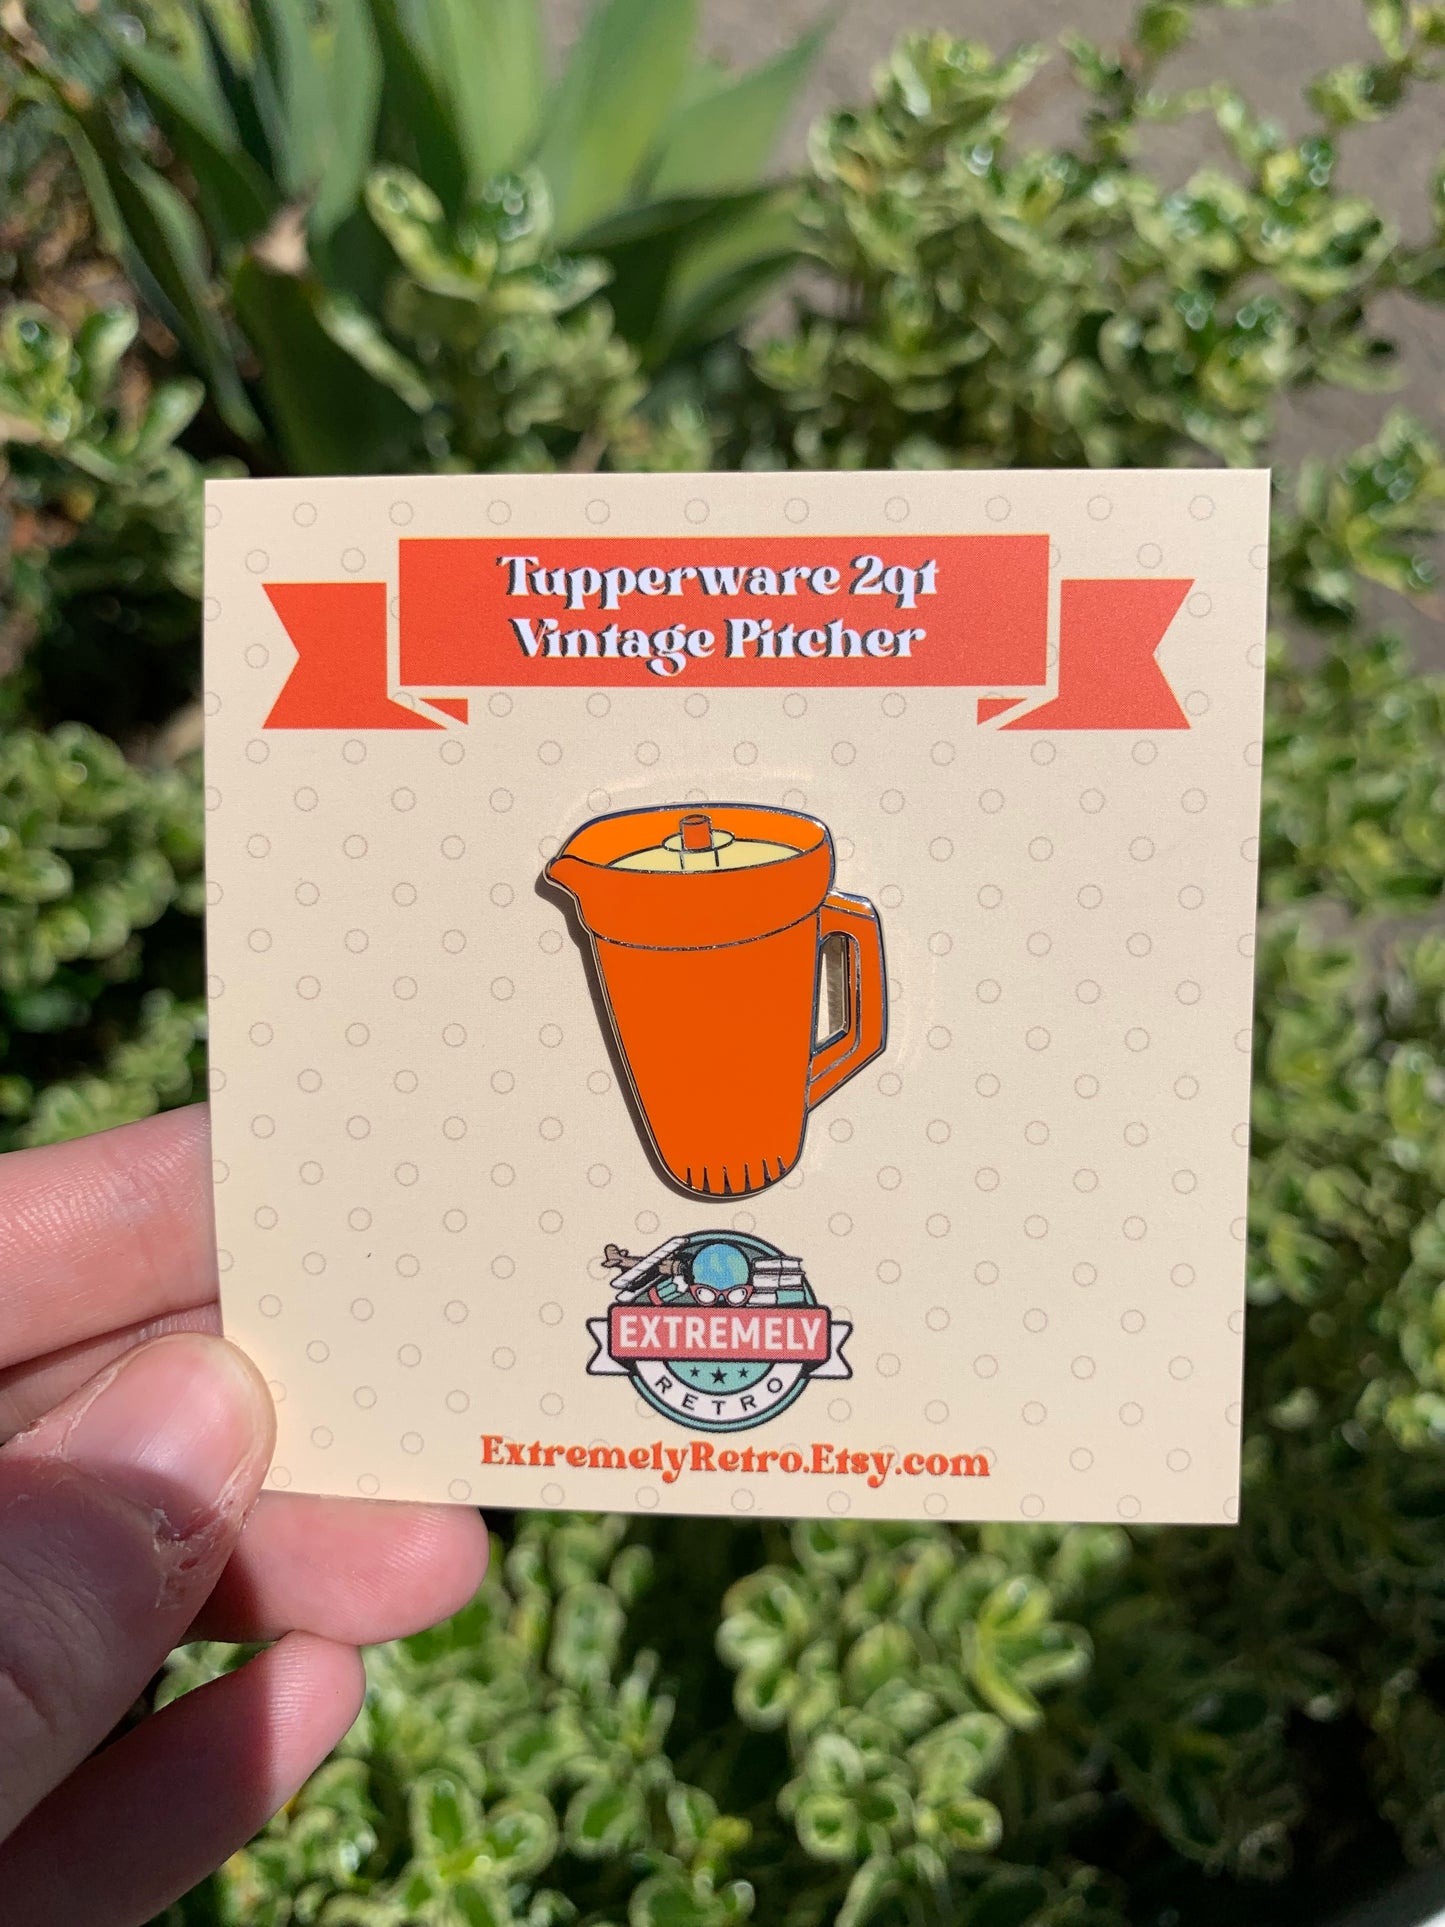 Tupperware 2qt
Vintage Pitcher
EXTREMELY
RETRO
ExtremelyRetro.Etsy.com